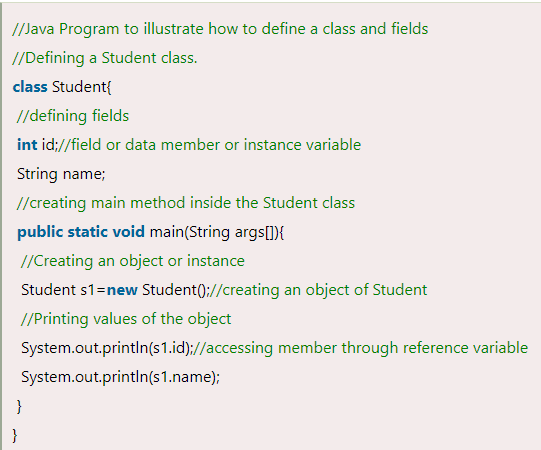 //Java Program to illustrate how to define a class and fields
//Defining a Student class.
class Student{
//defining fields
int id;//field or data member or instance variable
String name;
//creating main method inside the Student class
public static void main(String args[]){
//Creating an object or instance
Student s1=new Student();//creating an object of Student
//Printing values of the object
System.out.println(s1.id);//accessing member through reference variable
System.out.println(s1.name);
}
}